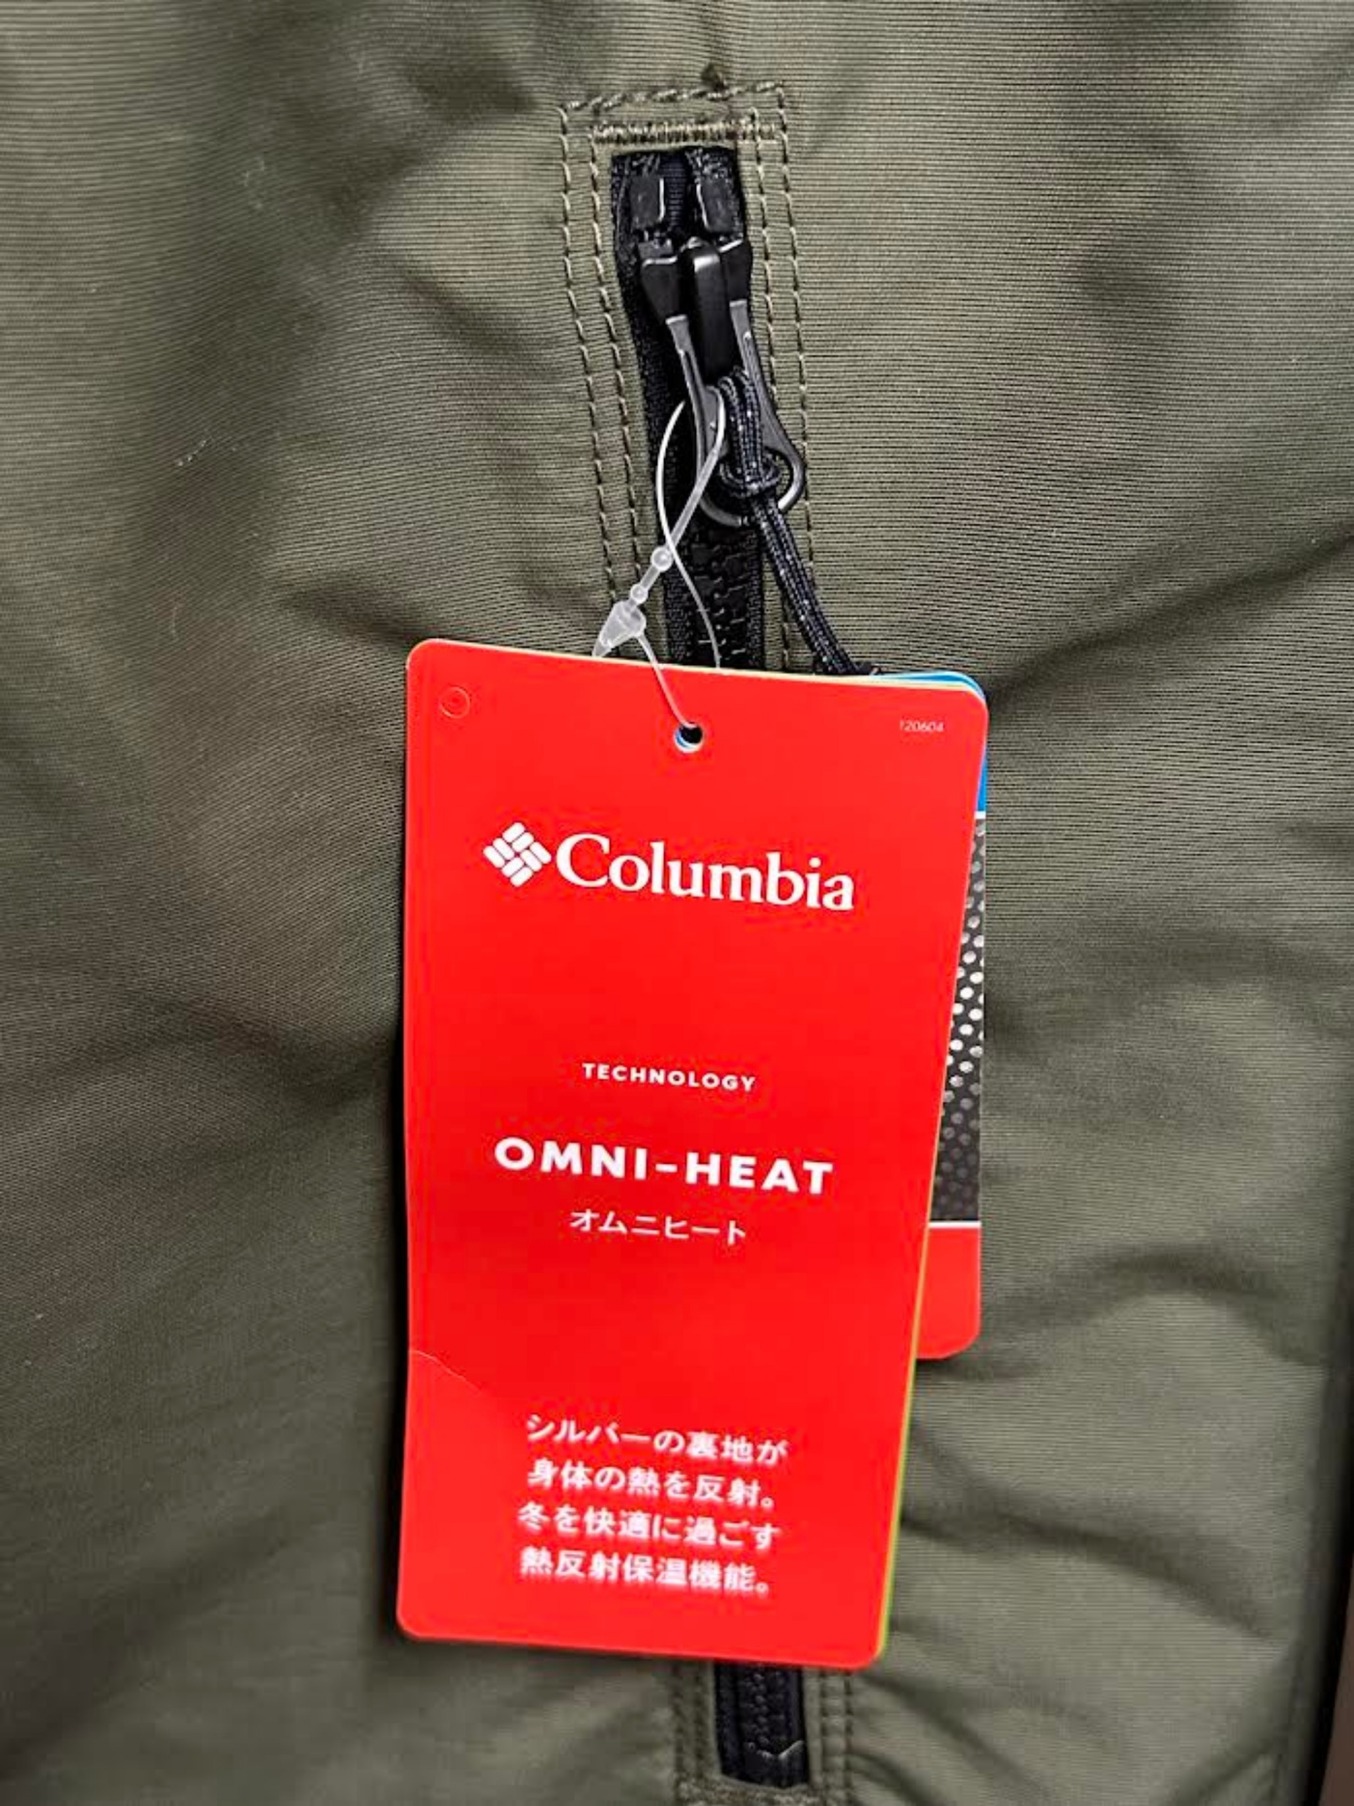 120604
Columbia
TECHNOLOGY
OMNI-HEAT
オムニヒート
シルバーの裏地が
身体の熱を反射。
冬を快適に過ごす
熱反射保温機能。